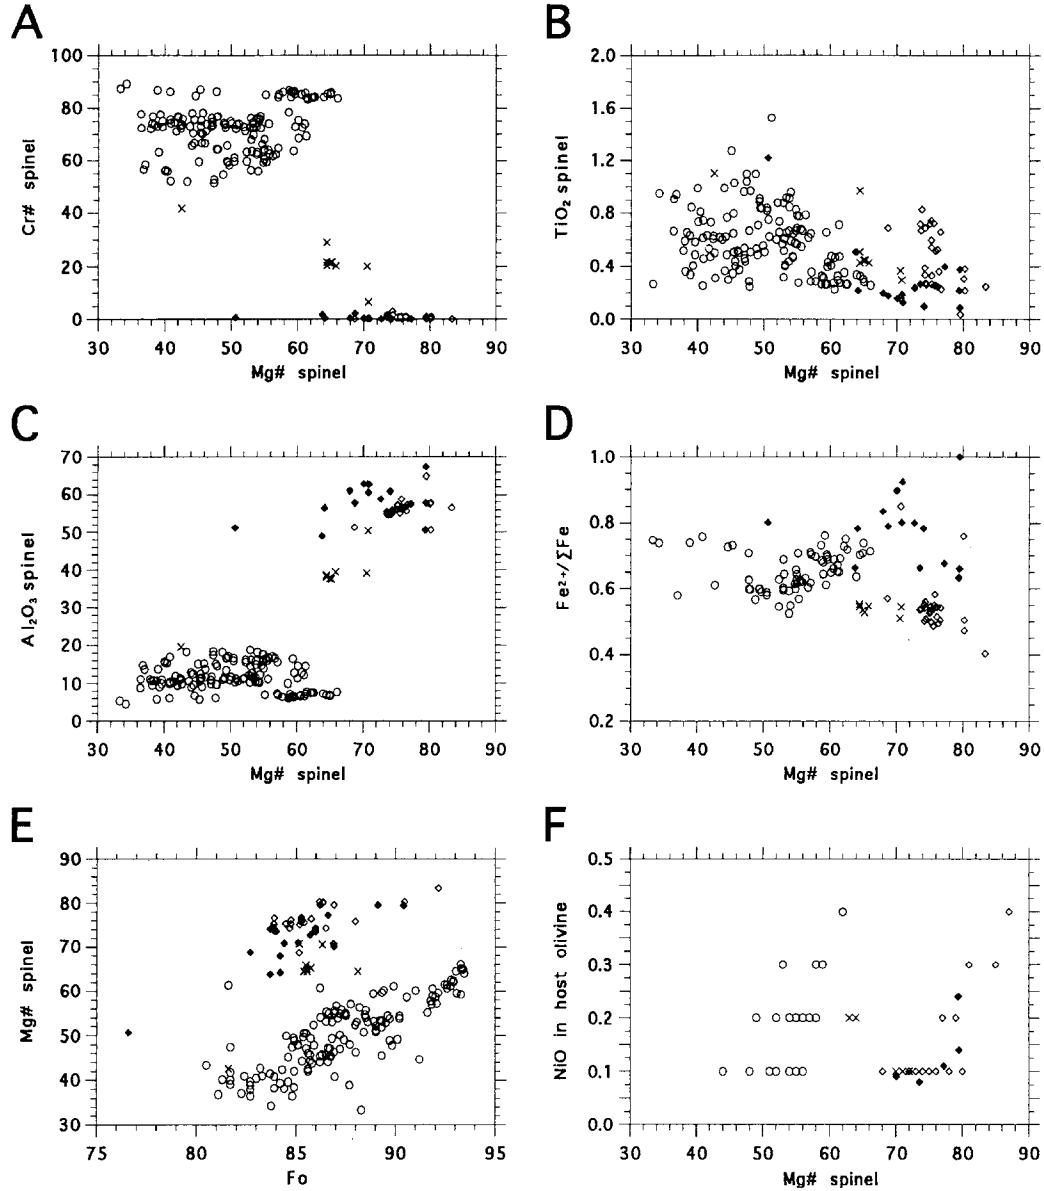 A
B
100
80
60
40
20
0
Cr# spinel
30 40 50 60 70 80 90
Mg# spinel
2.0
1.6
1.2
0.8
0.4
0.0
TiO₂ spinel
30 40 50 60 70 80 90
Mg# spinel
C
D
70
60
50
40
30
20
10
0
Al₂O₃ spinel
30 40 50 60 70 80 90
Mg# spinel
1.0
0.8
0.6
0.4
0.2
Fe²⁺/∑Fe
30 40 50 60 70 80 90
Mg# spinel
E
F
90
80
70
60
50
40
30
Mg# spinel
75 80 85 90 95
Fo
0.5
0.4
0.3
0.2
0.1
0.0
NiO in host olivine
30 40 50 60 70 80 90
Mg# spinel